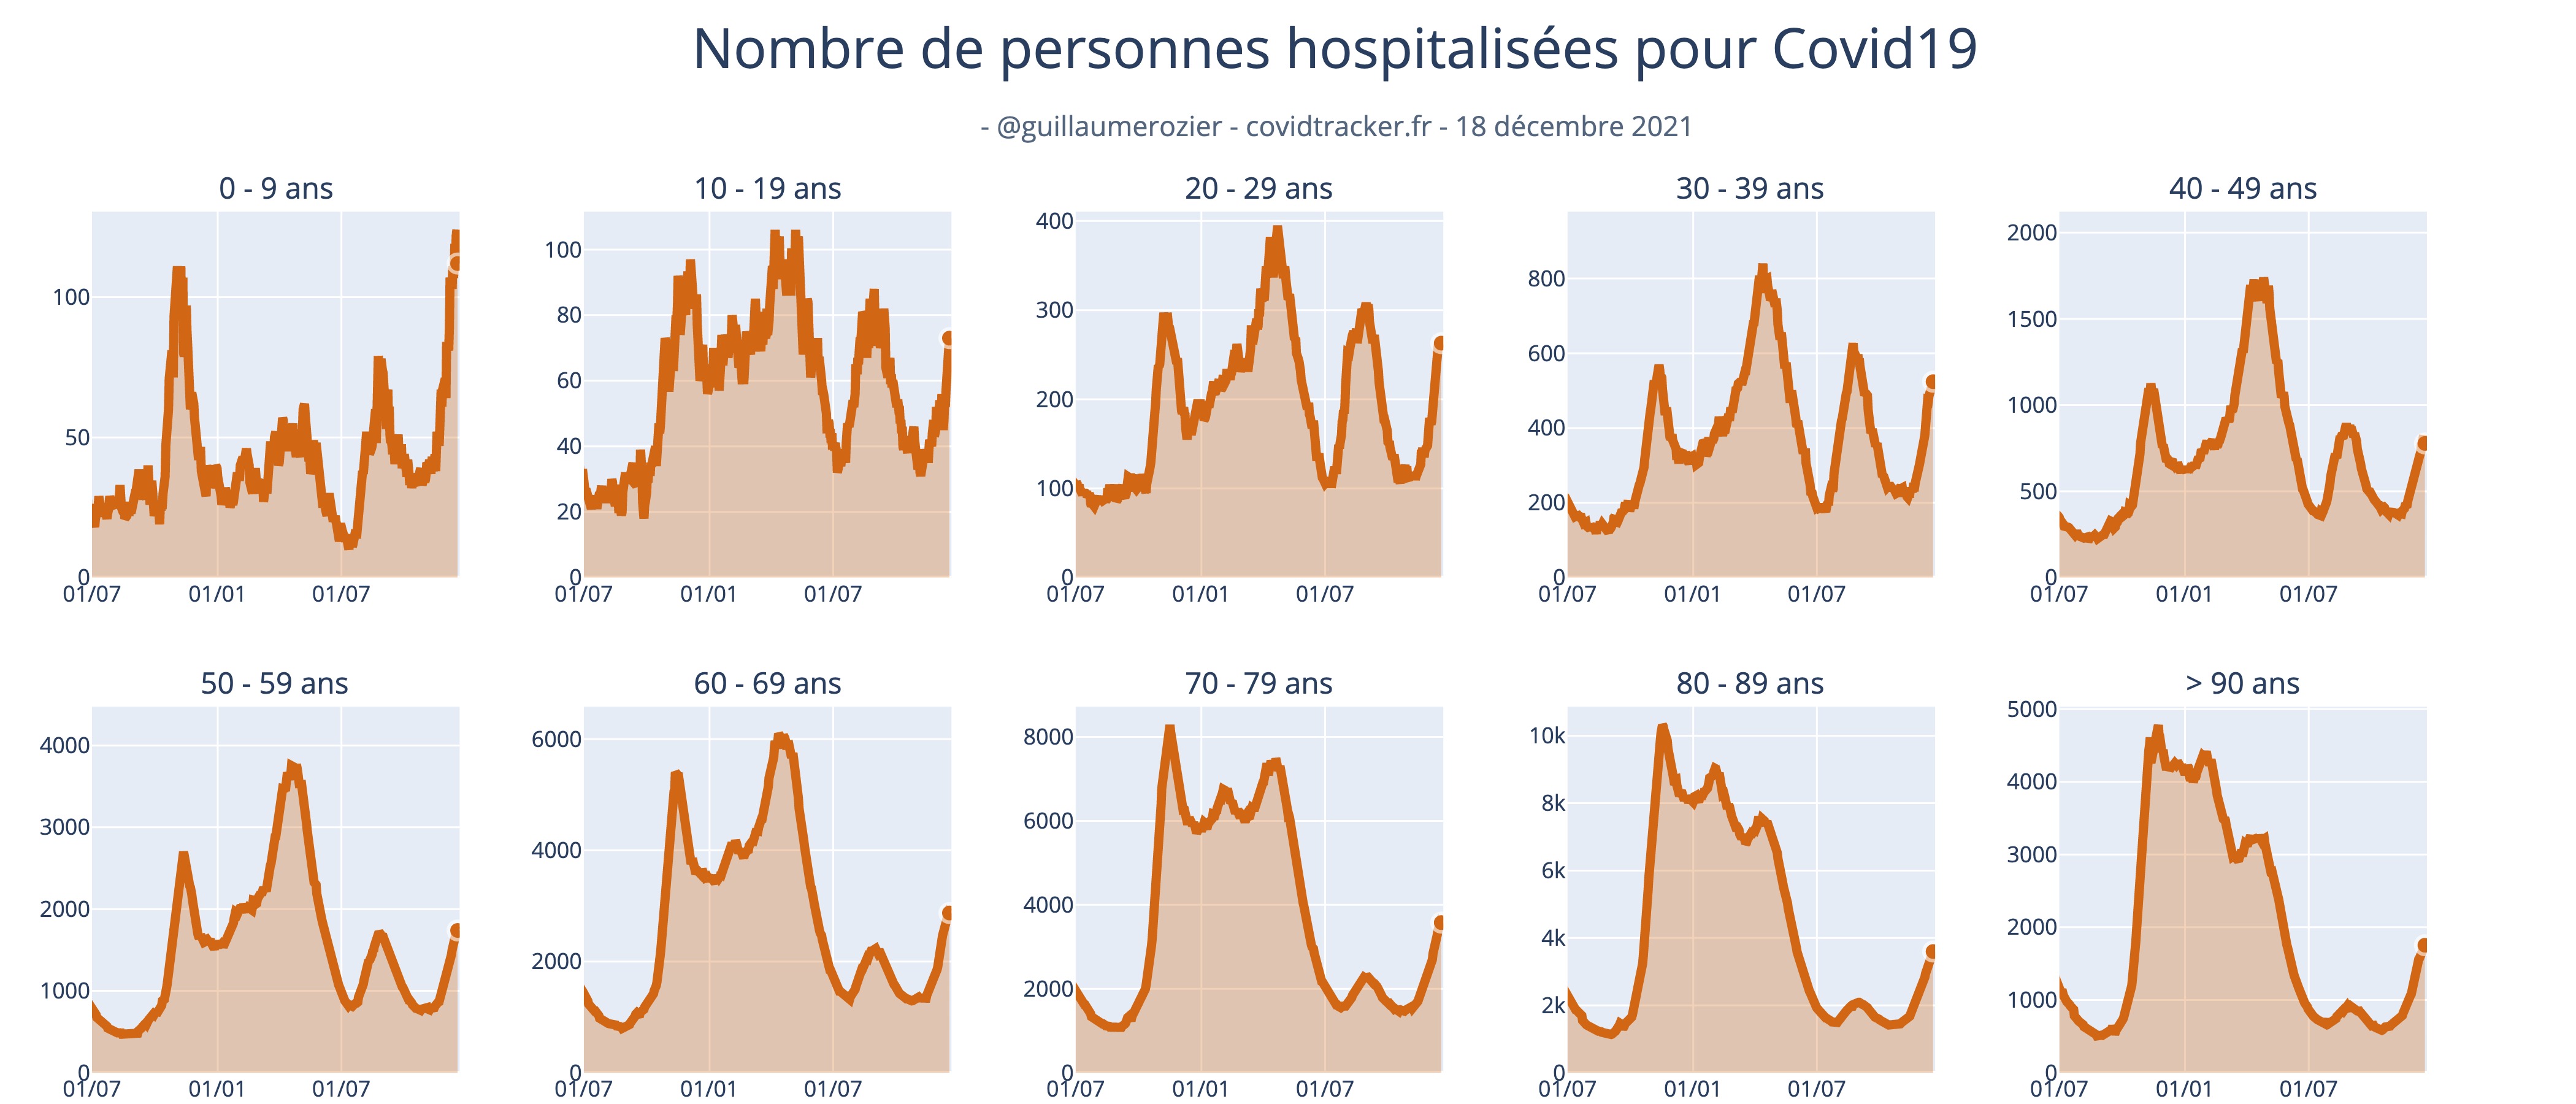 Nombre de personnes hospitalisées pour Covid19
- @guillaumerozier - covidtracker.fr - 18 décembre 2021
0 - 9 ans
100
50
0
01/07 01/01 01/07
10 - 19 ans
100
80
60
40
20
0
01/07 01/01 01/07
20 - 29 ans
400
300
200
100
0
01/07 01/01 01/07
30 - 39 ans
800
600
400
200
0
01/07 01/01 01/07
40 - 49 ans
2000
1500
1000
500
0
01/07 01/01 01/07
50 - 59 ans
4000
3000
2000
1000
0
01/07 01/01 01/07
60 - 69 ans
6000
4000
2000
0
01/07 01/01 01/07
70 - 79 ans
8000
6000
4000
2000
0
01/07 01/01 01/07
80 - 89 ans
10k
8k
6k
4k
2k
0
01/07 01/01 01/07
> 90 ans
5000
4000
3000
2000
1000
0
01/07 01/01 01/07